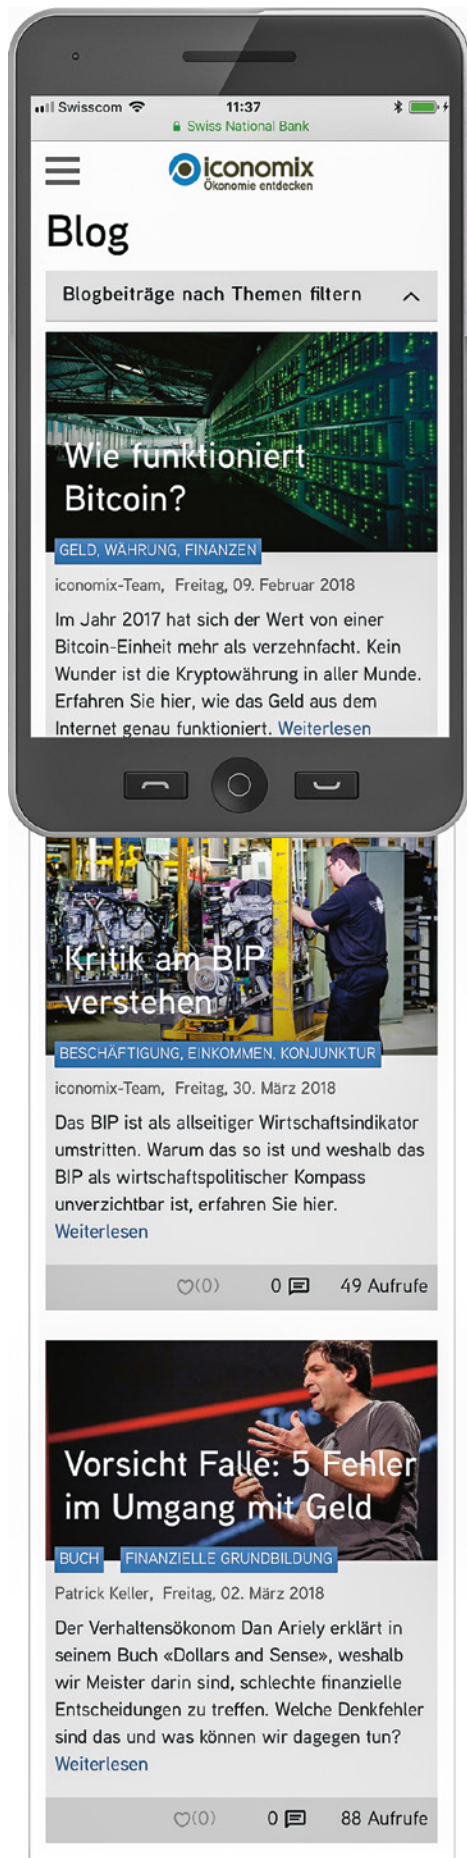 Swisscom
11:37
Swiss National Bank
iconomix
Ökonomie entdecken
Blog
Blogbeiträge nach Themen filtern
Wie funktioniert
Bitcoin?
GELD, WÄHRUNG, FINANZEN
iconomix-Team, Freitag, 09. Februar 2018
Im Jahr 2017 hat sich der Wert von einer
Bitcoin-Einheit mehr als verzehnfacht. Kein
Wunder ist die Kryptowährung in aller Munde.
Erfahren Sie hier, wie das Geld aus dem
Internet genau funktioniert. Weiterlesen
Kritik am BIP
verstehen
BESCHÄFTIGUNG, EINKOMMEN, KONJUNKTUR
iconomix-Team, Freitag, 30. März 2018
Das BIP ist als allseitiger Wirtschaftsindikator
umstritten. Warum das so ist und weshalb das
BIP als wirtschaftspolitischer Kompass
unverzichtbar ist, erfahren Sie hier.
Weiterlesen
(0) 0 49 Aufrufe
Vorsicht Falle: 5 Fehler
im Umgang mit Geld
BUCH FINANZIELLE GRUNDBILDUNG
Patrick Keller, Freitag, 02. März 2018
Der Verhaltensökonom Dan Ariely erklärt in
seinem Buch «Dollars and Sense», weshalb
wir Meister darin sind, schlechte finanzielle
Entscheidungen zu treffen. Welche Denkfehler
sind das und was können wir dagegen tun?
Weiterlesen
(0) 0 88 Aufrufe